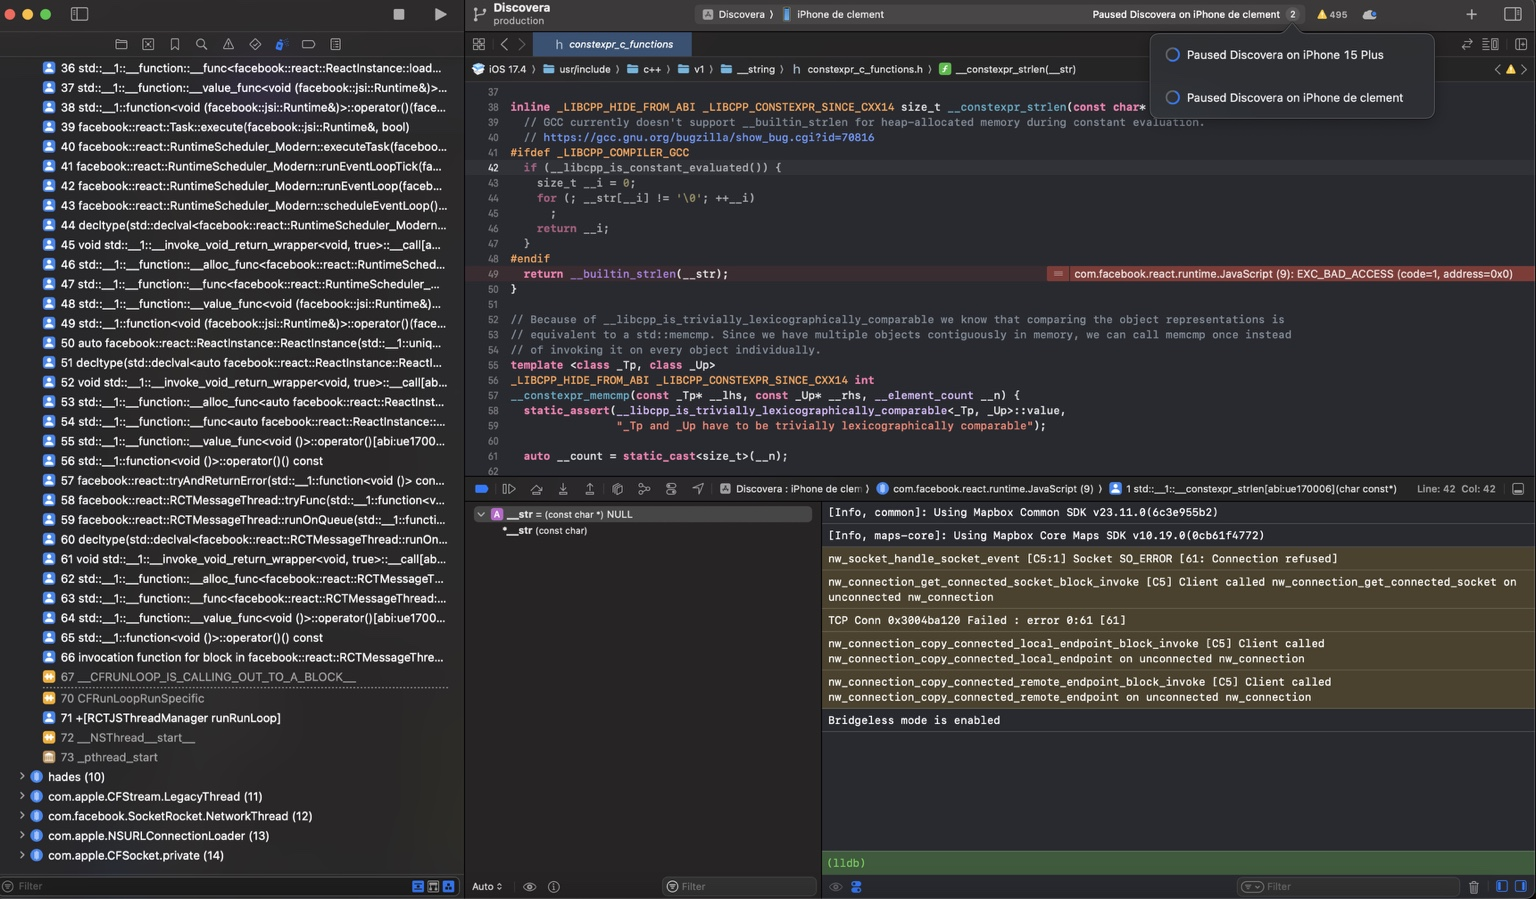 Discovera
production
Discovera ⟩ iPhone de clement
Paused Discovera on iPhone de clement 2
495
Paused Discovera on iPhone 15 Plus
Paused Discovera on iPhone de clement
h constexpr_c_functions
iOS 17.4 ⟩ usr/include ⟩ c++ ⟩ v1 ⟩ __string ⟩ h constexpr_c_functions.h ⟩ f __constexpr_strlen(__str)
36 std::__1::__function::__func<facebook::react::ReactInstance::load...
37 std::__1::__function::__value_func<void (facebook::jsi::Runtime&)>...
38 std::__1::function<void (facebook::jsi::Runtime&)>::operator()(face...
39 facebook::react::Task::execute(facebook::jsi::Runtime&, bool)
40 facebook::react::RuntimeScheduler_Modern::executeTask(faceboo...
41 facebook::react::RuntimeScheduler_Modern::runEventLoopTick(fa...
42 facebook::react::RuntimeScheduler_Modern::runEventLoop(faceb...
43 facebook::react::RuntimeScheduler_Modern::scheduleEventLoop()...
44 decltype(std::declval<facebook::react::RuntimeScheduler_Modern...
45 void std::__1::__invoke_void_return_wrapper<void, true>::__call[a...
46 std::__1::__function::__alloc_func<facebook::react::RuntimeSched...
47 std::__1::__function::__func<facebook::react::RuntimeScheduler_...
48 std::__1::__function::__value_func<void (facebook::jsi::Runtime&)...
49 std::__1::function<void (facebook::jsi::Runtime&)>::operator()(face...
50 auto facebook::react::ReactInstance::ReactInstance(std::__1::uniq...
51 decltype(std::declval<auto facebook::react::ReactInstance::ReactI...
52 void std::__1::__invoke_void_return_wrapper<void, true>::__call[ab...
53 std::__1::__function::__alloc_func<auto facebook::react::ReactInst...
54 std::__1::__function::__func<auto facebook::react::ReactInstance::...
55 std::__1::__function::__value_func<void ()>::operator()[abi:ue1700...
56 std::__1::function<void ()>::operator()() const
57 facebook::react::tryAndReturnError(std::__1::function<void ()> con...
58 facebook::react::RCTMessageThread::tryFunc(std::__1::function<v...
59 facebook::react::RCTMessageThread::runOnQueue(std::__1::functi...
60 decltype(std::declval<facebook::react::RCTMessageThread::runOn...
61 void std::__1::__invoke_void_return_wrapper<void, true>::__call[ab...
62 std::__1::__function::__alloc_func<facebook::react::RCTMessageT...
63 std::__1::__function::__func<facebook::react::RCTMessageThread:...
64 std::__1::__function::__value_func<void ()>::operator()[abi:ue1700...
65 std::__1::function<void ()>::operator()() const
66 invocation function for block in facebook::react::RCTMessageThre...
67 __CFRUNLOOP_IS_CALLING_OUT_TO_A_BLOCK__
70 CFRunLoopRunSpecific
71 +[RCTJSThreadManager runRunLoop]
72 __NSThread__start__
73 _pthread_start
hades (10)
com.apple.CFStream.LegacyThread (11)
com.facebook.SocketRocket.NetworkThread (12)
com.apple.NSURLConnectionLoader (13)
com.apple.CFSocket.private (14)
Filter
37
38 inline _LIBCPP_HIDE_FROM_ABI _LIBCPP_CONSTEXPR_SINCE_CXX14 size_t __constexpr_strlen(const char*
39 // GCC currently doesn't support __builtin_strlen for heap-allocated memory during constant evaluation.
40 // https://gcc.gnu.org/bugzilla/show_bug.cgi?id=70816
41 #ifdef _LIBCPP_COMPILER_GCC
42 if (__libcpp_is_constant_evaluated()) {
43 size_t __i = 0;
44 for (; __str[__i] != '\0'; ++__i)
45 ;
46 return __i;
47 }
48 #endif
49 return __builtin_strlen(__str);
com.facebook.react.runtime.JavaScript (9): EXC_BAD_ACCESS (code=1, address=0x0)
50 }
51
52 // Because of __libcpp_is_trivially_lexicographically_comparable we know that comparing the object representations is
53 // equivalent to a std::memcmp. Since we have multiple objects contiguously in memory, we can call memcmp once instead
54 // of invoking it on every object individually.
55 template <class _Tp, class _Up>
56 _LIBCPP_HIDE_FROM_ABI _LIBCPP_CONSTEXPR_SINCE_CXX14 int
57 __constexpr_memcmp(const _Tp* __lhs, const _Up* __rhs, __element_count __n) {
58 static_assert(__libcpp_is_trivially_lexicographically_comparable<_Tp, _Up>::value,
59 "_Tp and _Up have to be trivially lexicographically comparable");
60
61 auto __count = static_cast<size_t>(__n);
62
Discovera : iPhone de clem ⟩ com.facebook.react.runtime.JavaScript (9) ⟩ 1 std::__1::__constexpr_strlen[abi:ue170006](char const*) Line: 42 Col: 42
A __str = (const char *) NULL
*__str (const char)
Auto
Filter
[Info, common]: Using Mapbox Common SDK v23.11.0(6c3e955b2)
[Info, maps-core]: Using Mapbox Core Maps SDK v10.19.0(0cb61f4772)
nw_socket_handle_socket_event [C5:1] Socket SO_ERROR [61: Connection refused]
nw_connection_get_connected_socket_block_invoke [C5] Client called nw_connection_get_connected_socket on
unconnected nw_connection
TCP Conn 0x3004ba120 Failed : error 0:61 [61]
nw_connection_copy_connected_local_endpoint_block_invoke [C5] Client called
nw_connection_copy_connected_local_endpoint on unconnected nw_connection
nw_connection_copy_connected_remote_endpoint_block_invoke [C5] Client called
nw_connection_copy_connected_remote_endpoint on unconnected nw_connection
Bridgeless mode is enabled
(lldb)
Filter